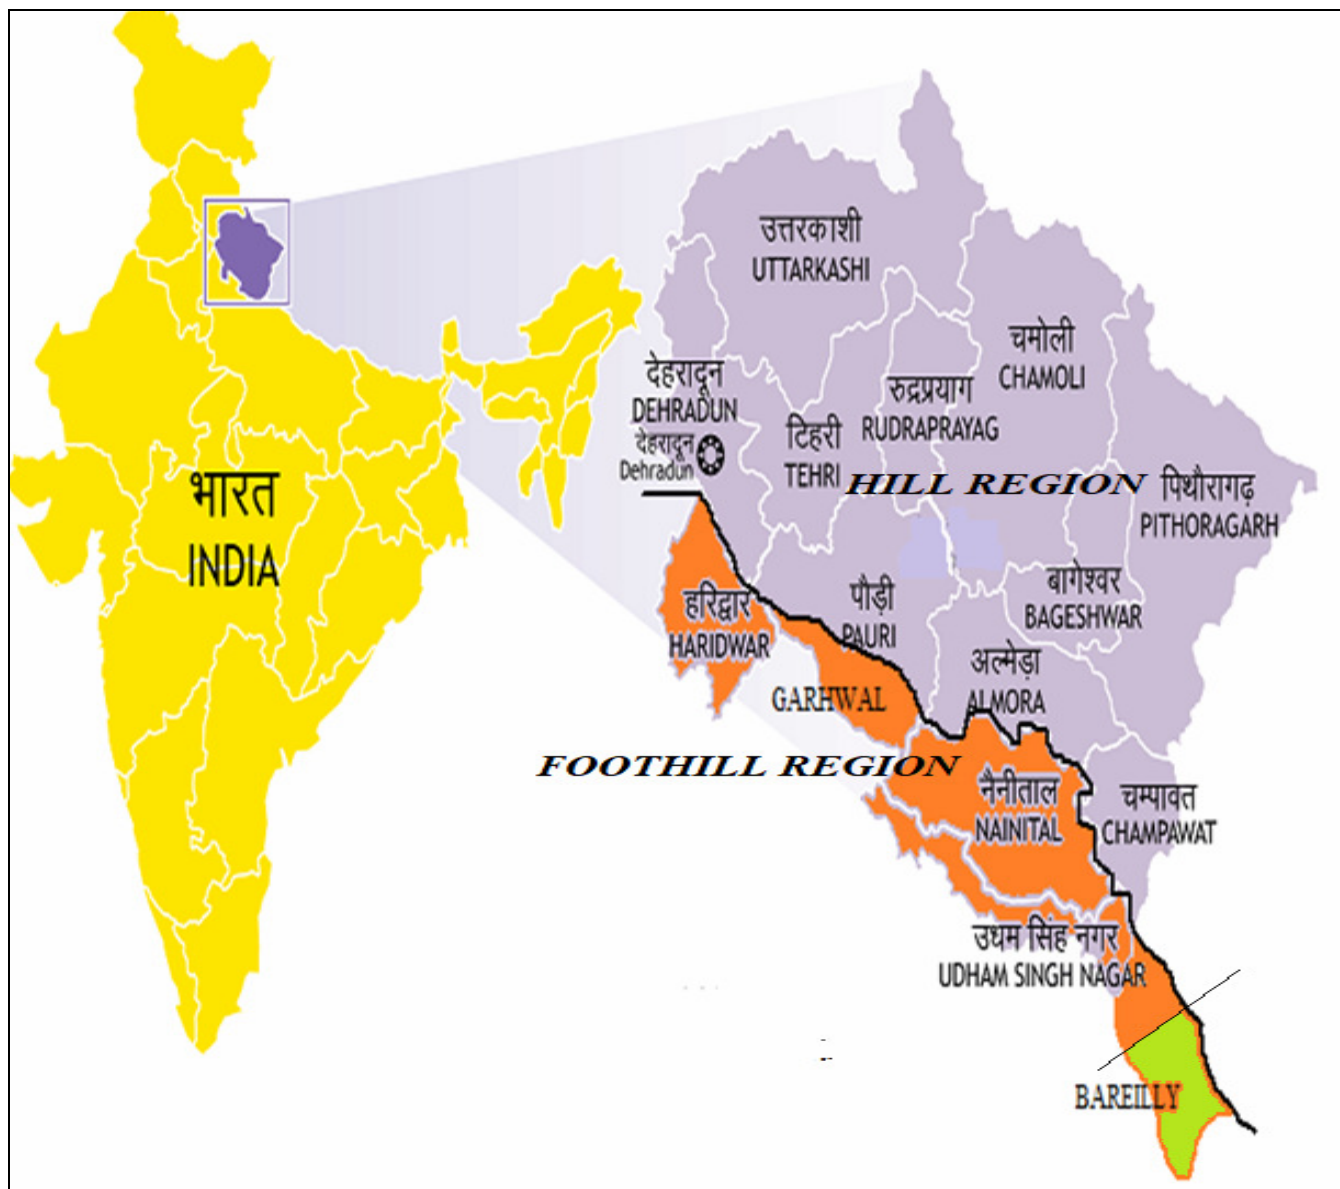 भारत
INDIA
उत्तरकाशी
UTTARKASHI
चमोली
CHAMOLI
देहरादून
DEHRADUN
देहरादून
Dehradun
रुद्रप्रयाग
RUDRAPRAYAG
टिहरी
TEHRI
HILL REGION
पिथौरागढ़
PITHORAGARH
हरिद्वार
HARIDWAR
पौड़ी
PAURI
बागेश्वर
BAGESHWAR
अल्मेड़ा
ALMORA
GARHWAL
FOOTHILL REGION
नैनीताल
NAINITAL
चम्पावत
CHAMPAWAT
उधम सिंह नगर
UDHAM SINGH NAGAR
BAREILLY